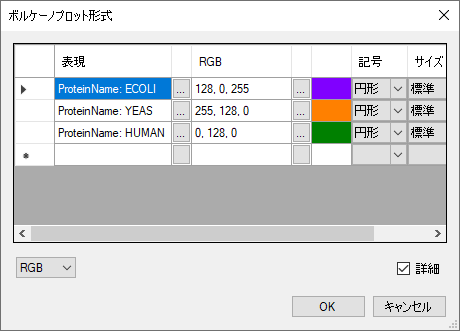 ボルケーノプロット形式
表現 RGB 記号 サイズ
ProteinName: ECOLI ... 128, 0, 255 ... 円形 標準
ProteinName: YEAS ... 255, 128, 0 ... 円形 標準
ProteinName: HUMAN ... 0, 128, 0 ... 円形 標準
RGB 詳細
OK キャンセル